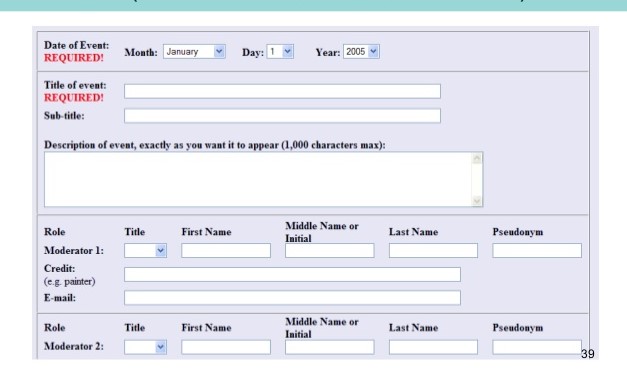 Date of Event: Month: January Day: 1 Year: 2005
REQUIRED!
Title of event:
REQUIRED!
Sub-title:
Description of event, exactly as you want it to appear (1,000 characters max):
Role Title First Name Middle Name or Initial Last Name Pseudonym
Moderator 1:
Credit:
(e.g. painter)
E-mail:
Role Title First Name Middle Name or Initial Last Name Pseudonym
Moderator 2:
39